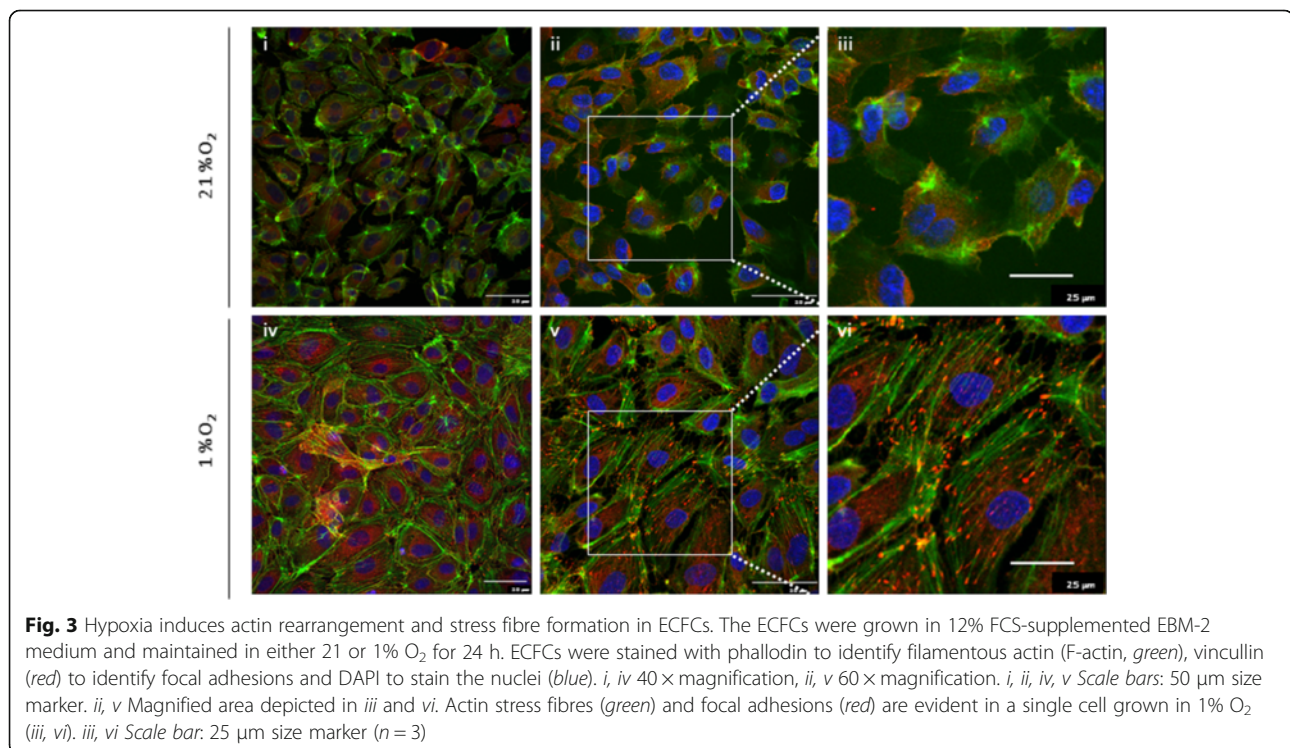 i
ii
iii
21 % O₂
25 µm
iv
v
vi
1 % O₂
25 µm
Fig. 3 Hypoxia induces actin rearrangement and stress fibre formation in ECFCs. The ECFCs were grown in 12% FCS-supplemented EBM-2
medium and maintained in either 21 or 1% O₂ for 24 h. ECFCs were stained with phallodin to identify filamentous actin (F-actin, green), vincullin
(red) to identify focal adhesions and DAPI to stain the nuclei (blue). i, iv 40 × magnification, ii, v 60 × magnification. i, ii, iv, v Scale bars: 50 μm size
marker. ii, v Magnified area depicted in iii and vi. Actin stress fibres (green) and focal adhesions (red) are evident in a single cell grown in 1% O₂
(iii, vi). iii, vi Scale bar: 25 μm size marker (n = 3)